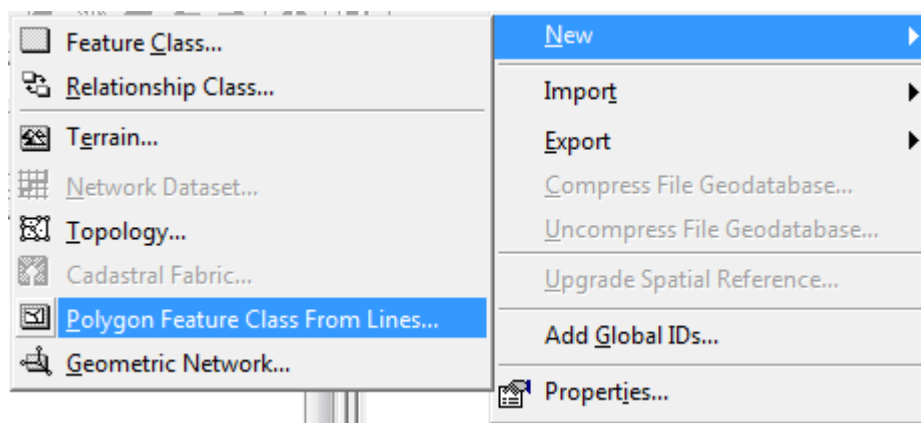 Feature Class...
Relationship Class...
Terrain...
Network Dataset...
Topology...
Cadastral Fabric...
Polygon Feature Class From Lines...
Geometric Network...
New
Import
Export
Compress File Geodatabase...
Uncompress File Geodatabase...
Upgrade Spatial Reference...
Add Global IDs...
Properties...